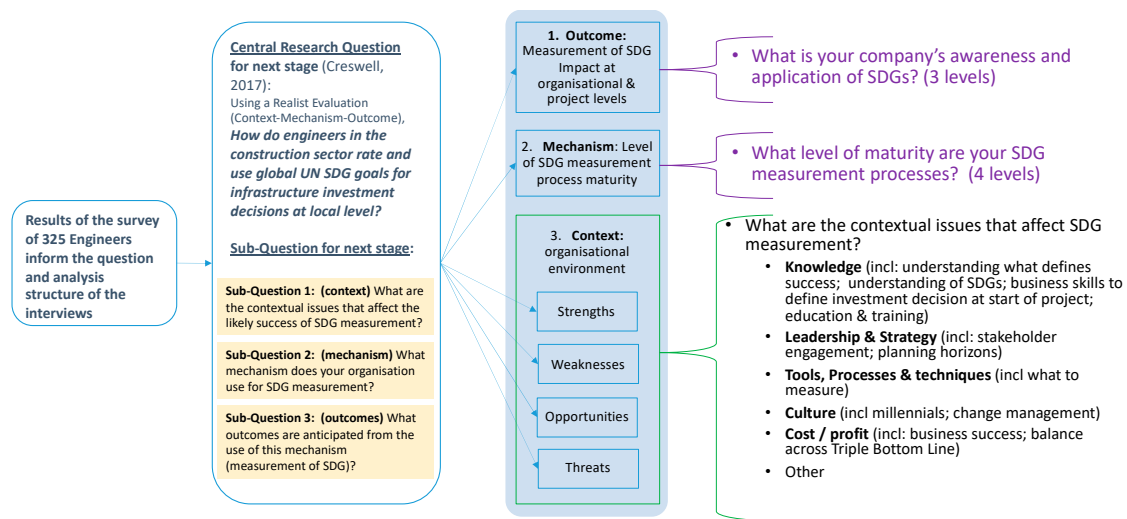 Results of the survey
of 325 Engineers
inform the question
and analysis
structure of the
interviews
Central Research Question
for next stage (Creswell,
2017):
Using a Realist Evaluation
(Context-Mechanism-Outcome),
How do engineers in the
construction sector rate and
use global UN SDG goals for
infrastructure investment
decisions at local level?
Sub-Question for next stage:
Sub-Question 1: (context) What are
the contextual issues that affect the
likely success of SDG measurement?
Sub-Question 2: (mechanism) What
mechanism does your organisation
use for SDG measurement?
Sub-Question 3: (outcomes) What
outcomes are anticipated from the
use of this mechanism
(measurement of SDG)?
1. Outcome:
Measurement of SDG
Impact at
organisational &
project levels
2. Mechanism: Level
of SDG measurement
process maturity
3. Context:
organisational
environment
Strengths
Weaknesses
Opportunities
Threats
• What is your company's awareness and
application of SDGs? (3 levels)
• What level of maturity are your SDG
measurement processes? (4 levels)
• What are the contextual issues that affect SDG
measurement?
• Knowledge (incl: understanding what defines
success; understanding of SDGs; business skills to
define investment decision at start of project;
education & training)
• Leadership & Strategy (incl: stakeholder
engagement; planning horizons)
• Tools, Processes & techniques (incl what to
measure)
• Culture (incl millennials; change management)
• Cost / profit (incl: business success; balance
across Triple Bottom Line)
• Other